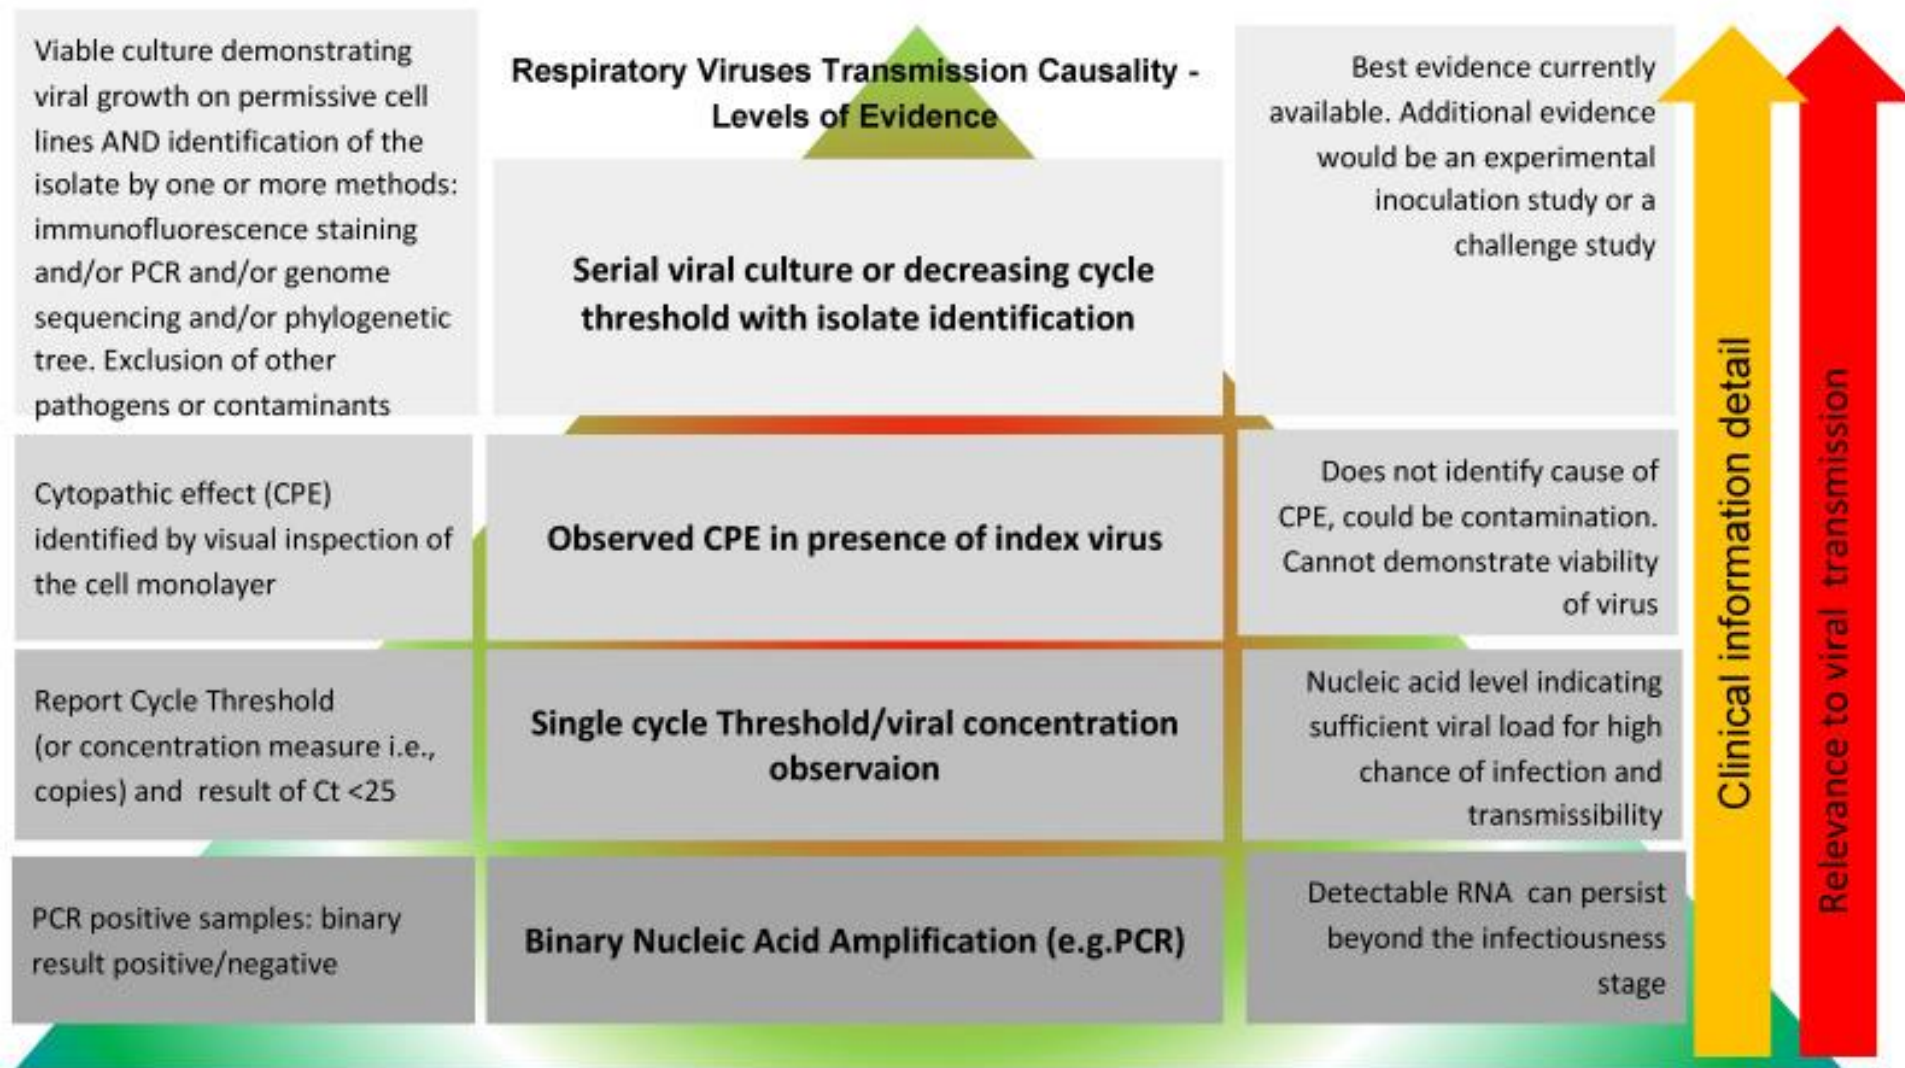 Respiratory Viruses Transmission Causality -
Levels of Evidence
Viable culture demonstrating
viral growth on permissive cell
lines AND identification of the
isolate by one or more methods:
immunofluorescence staining
and/or PCR and/or genome
sequencing and/or phylogenetic
tree. Exclusion of other
pathogens or contaminants
Serial viral culture or decreasing cycle
threshold with isolate identification
Best evidence currently
available. Additional evidence
would be an experimental
inoculation study or a
challenge study
Cytopathic effect (CPE)
identified by visual inspection of
the cell monolayer
Observed CPE in presence of index virus
Does not identify cause of
CPE, could be contamination.
Cannot demonstrate viability
of virus
Report Cycle Threshold
(or concentration measure i.e.,
copies) and result of Ct <25
Single cycle Threshold/viral concentration
observaion
Nucleic acid level indicating
sufficient viral load for high
chance of infection and
transmissibility
PCR positive samples: binary
result positive/negative
Binary Nucleic Acid Amplification (e.g.PCR)
Detectable RNA can persist
beyond the infectiousness
stage
Clinical information detail
Relevance to viral transmission